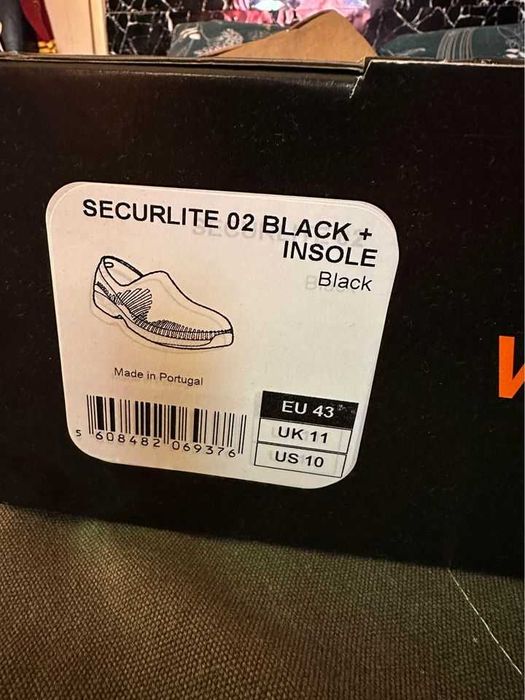 SECURLITE 02 BLACK +
INSOLE
Black
Made in Portugal
5 608482 069376
EU 43
UK 11
US 10